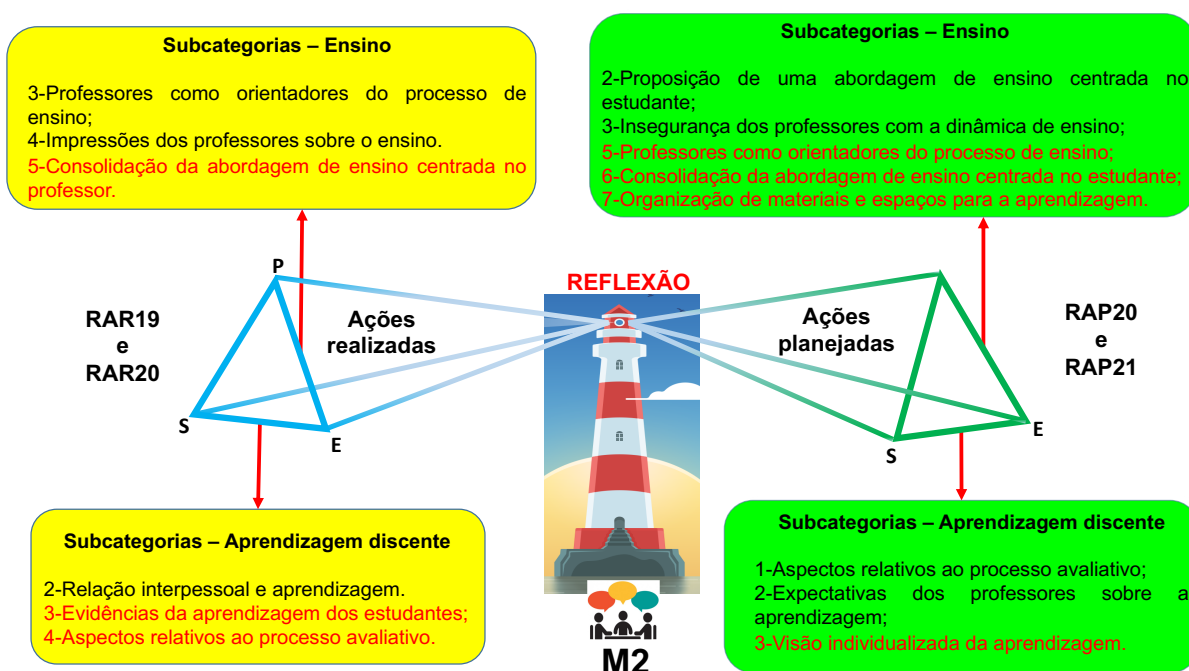 Subcategorias – Ensino
3-Professores como orientadores do processo de
ensino;
4-Impressões dos professores sobre o ensino.
5-Consolidação da abordagem de ensino centrada no
professor.
Subcategorias – Ensino
2-Proposição de uma abordagem de ensino centrada no
estudante;
3-Insegurança dos professores com a dinâmica de ensino;
5-Professores como orientadores do processo de ensino;
6-Consolidação da abordagem de ensino centrada no estudante;
7-Organização de materiais e espaços para a aprendizagem.
P
REFLEXÃO
RAR19
e
RAR20
Ações
realizadas
Ações
planejadas
RAP20
e
RAP21
S
E
S
E
Subcategorias – Aprendizagem discente
2-Relação interpessoal e aprendizagem.
3-Evidências da aprendizagem dos estudantes;
4-Aspectos relativos ao processo avaliativo.
M2
Subcategorias – Aprendizagem discente
1-Aspectos relativos ao processo avaliativo;
2-Expectativas dos professores sobre a
aprendizagem;
3-Visão individualizada da aprendizagem.